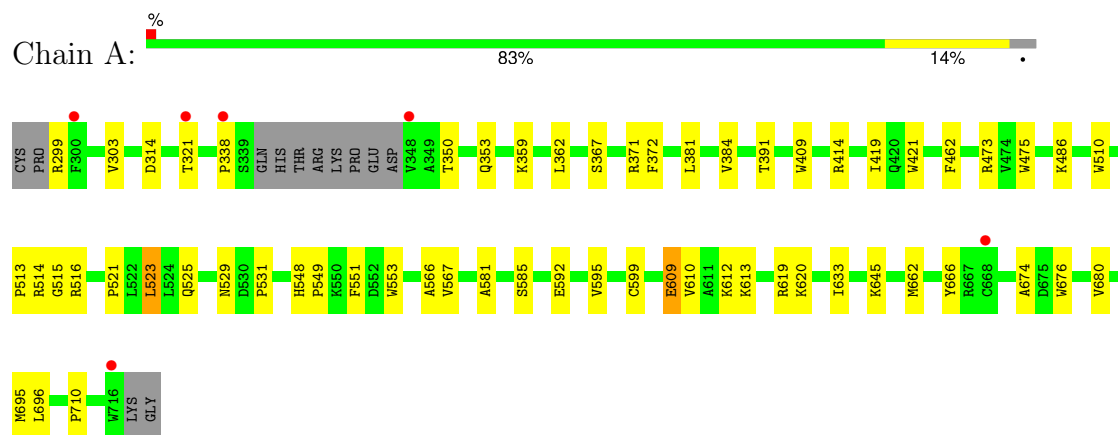 %
Chain A:
83% 14% •
CYS PRO R299 F300 V303 D314 T321 P338 S339 GLN HIS THR ARG LYS PRO GLU ASP V348 A349 T350 Q353 K359 L362 S367 R371 F372 L381 V384 T391 W409 R414 I419 Q420 W421 F462 R473 V474 W475 K486 W510
P513 R514 G515 R516 P521 L522 L523 L524 Q525 N529 D530 P531 H548 P549 K550 F551 D552 W553 A566 V567 A581 S585 E592 V595 C599 E609 V610 A611 K612 K613 R619 K620 I633 K645 M662 Y666 R667 C668 A674 D675 W676 V680
M695 L696 P710 W716 LYS GLY